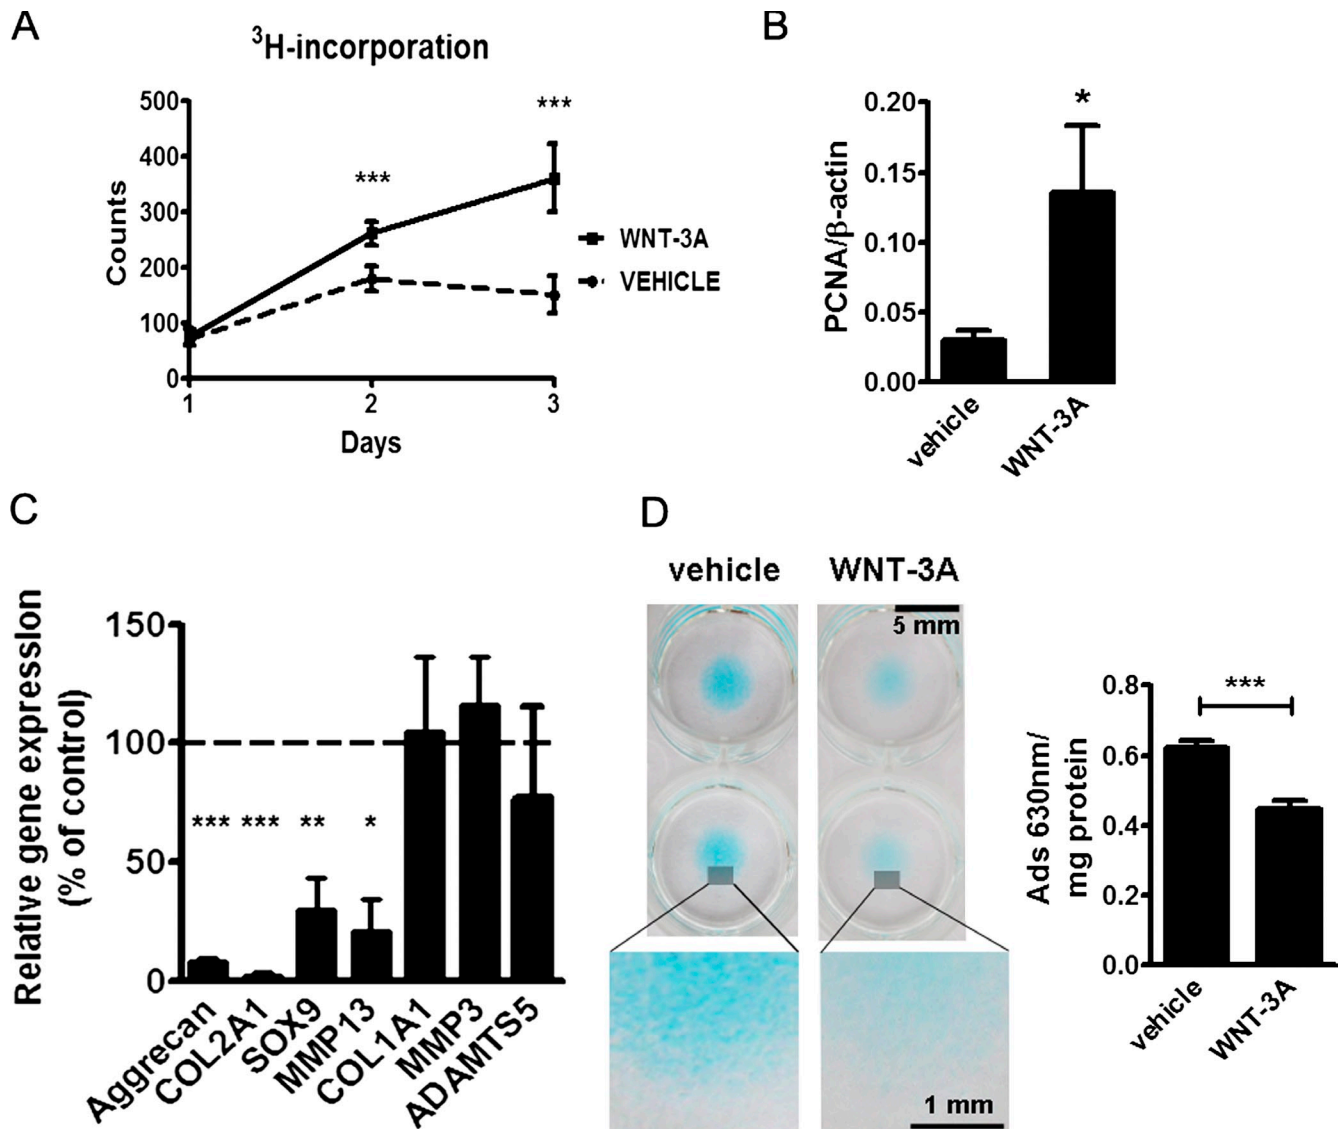 A
³H-incorporation
Counts
500
400
300
200
100
0
***
***
1
2
3
Days
WNT-3A
VEHICLE
B
PCNA/β-actin
0.20
0.15
0.10
0.05
0.00
*
vehicle
WNT-3A
C
Relative gene expression
(% of control)
150
100
50
0
***
***
**
*
Aggrecan
COL2A1
SOX9
MMP13
COL1A1
MMP3
ADAMTS5
D
vehicle
WNT-3A
5 mm
1 mm
Ads 630nm/
mg protein
0.8
0.6
0.4
0.2
0.0
***
vehicle
WNT-3A